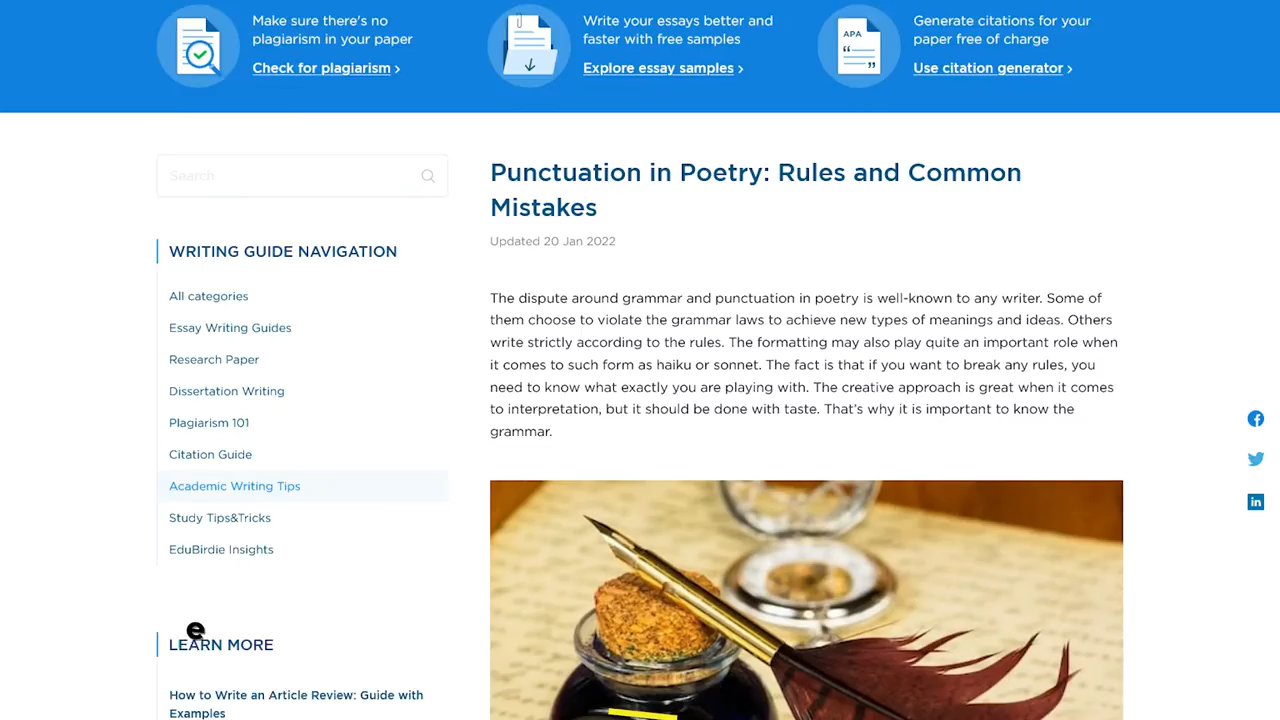 Make sure there's no
plagiarism in your paper
Check for plagiarism ›
Write your essays better and
faster with free samples
Explore essay samples ›
APA
Generate citations for your
paper free of charge
Use citation generator ›
Search
WRITING GUIDE NAVIGATION
All categories
Essay Writing Guides
Research Paper
Dissertation Writing
Plagiarism 101
Citation Guide
Academic Writing Tips
Study Tips&Tricks
EduBirdie Insights
LEARN MORE
How to Write an Article Review: Guide with
Examples
Punctuation in Poetry: Rules and Common
Mistakes
Updated 20 Jan 2022
The dispute around grammar and punctuation in poetry is well-known to any writer. Some of
them choose to violate the grammar laws to achieve new types of meanings and ideas. Others
write strictly according to the rules. The formatting may also play quite an important role when
it comes to such form as haiku or sonnet. The fact is that if you want to break any rules, you
need to know what exactly you are playing with. The creative approach is great when it comes
to interpretation, but it should be done with taste. That’s why it is important to know the
grammar.